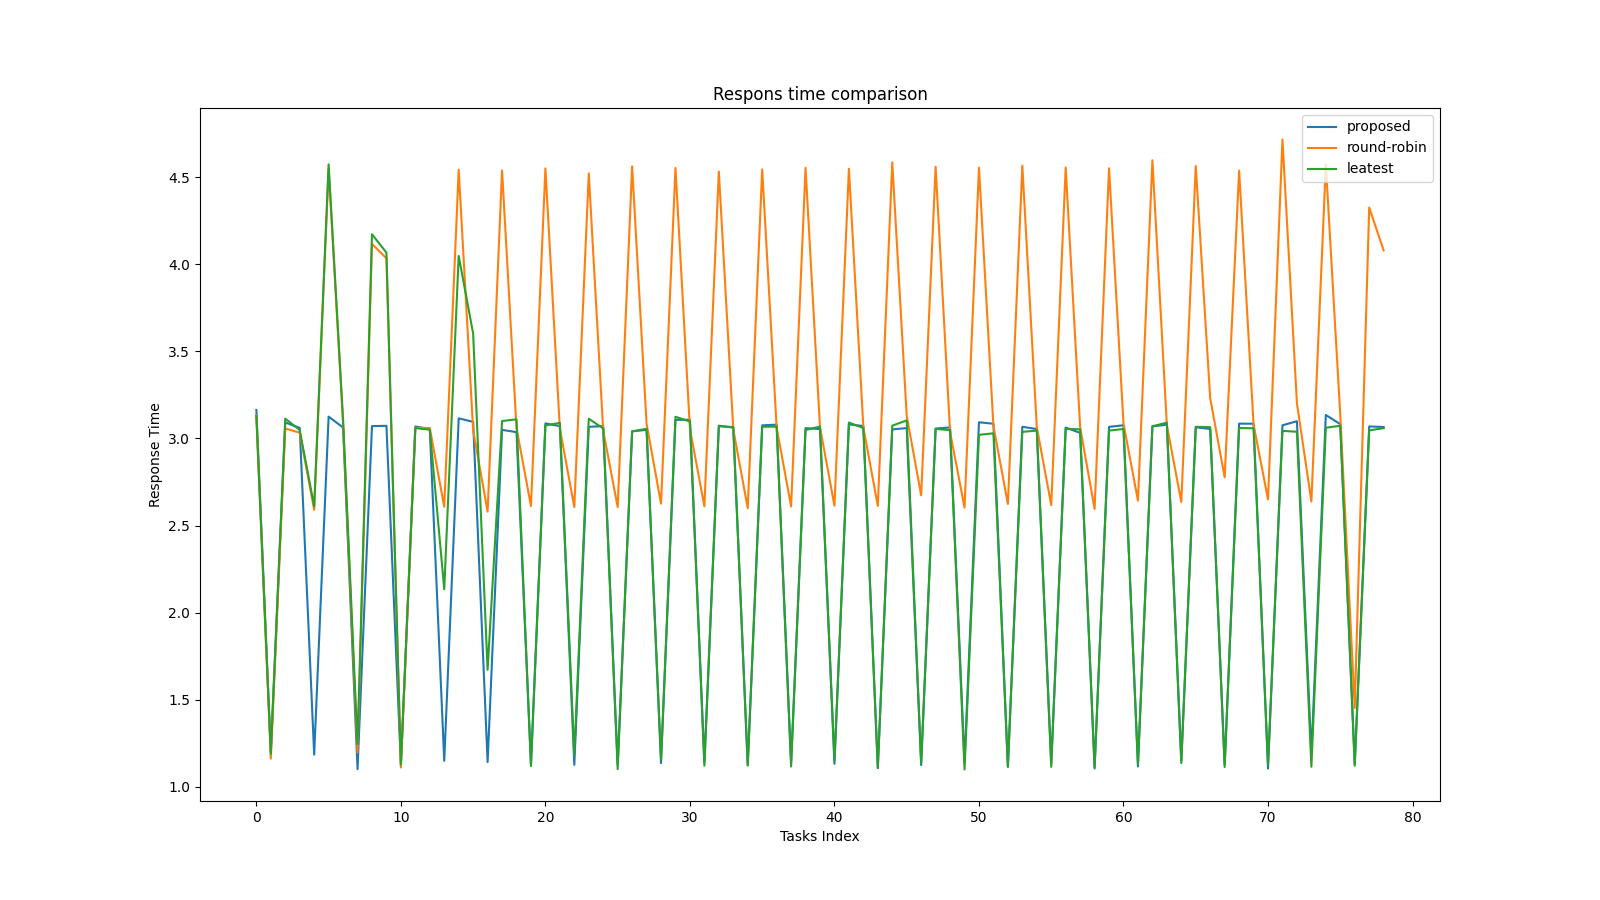 Respons time comparison
proposed
round-robin
leatest
Response Time
4.5
4.0
3.5
3.0
2.5
2.0
1.5
1.0
0 10 20 30 40 50 60 70 80
Tasks Index